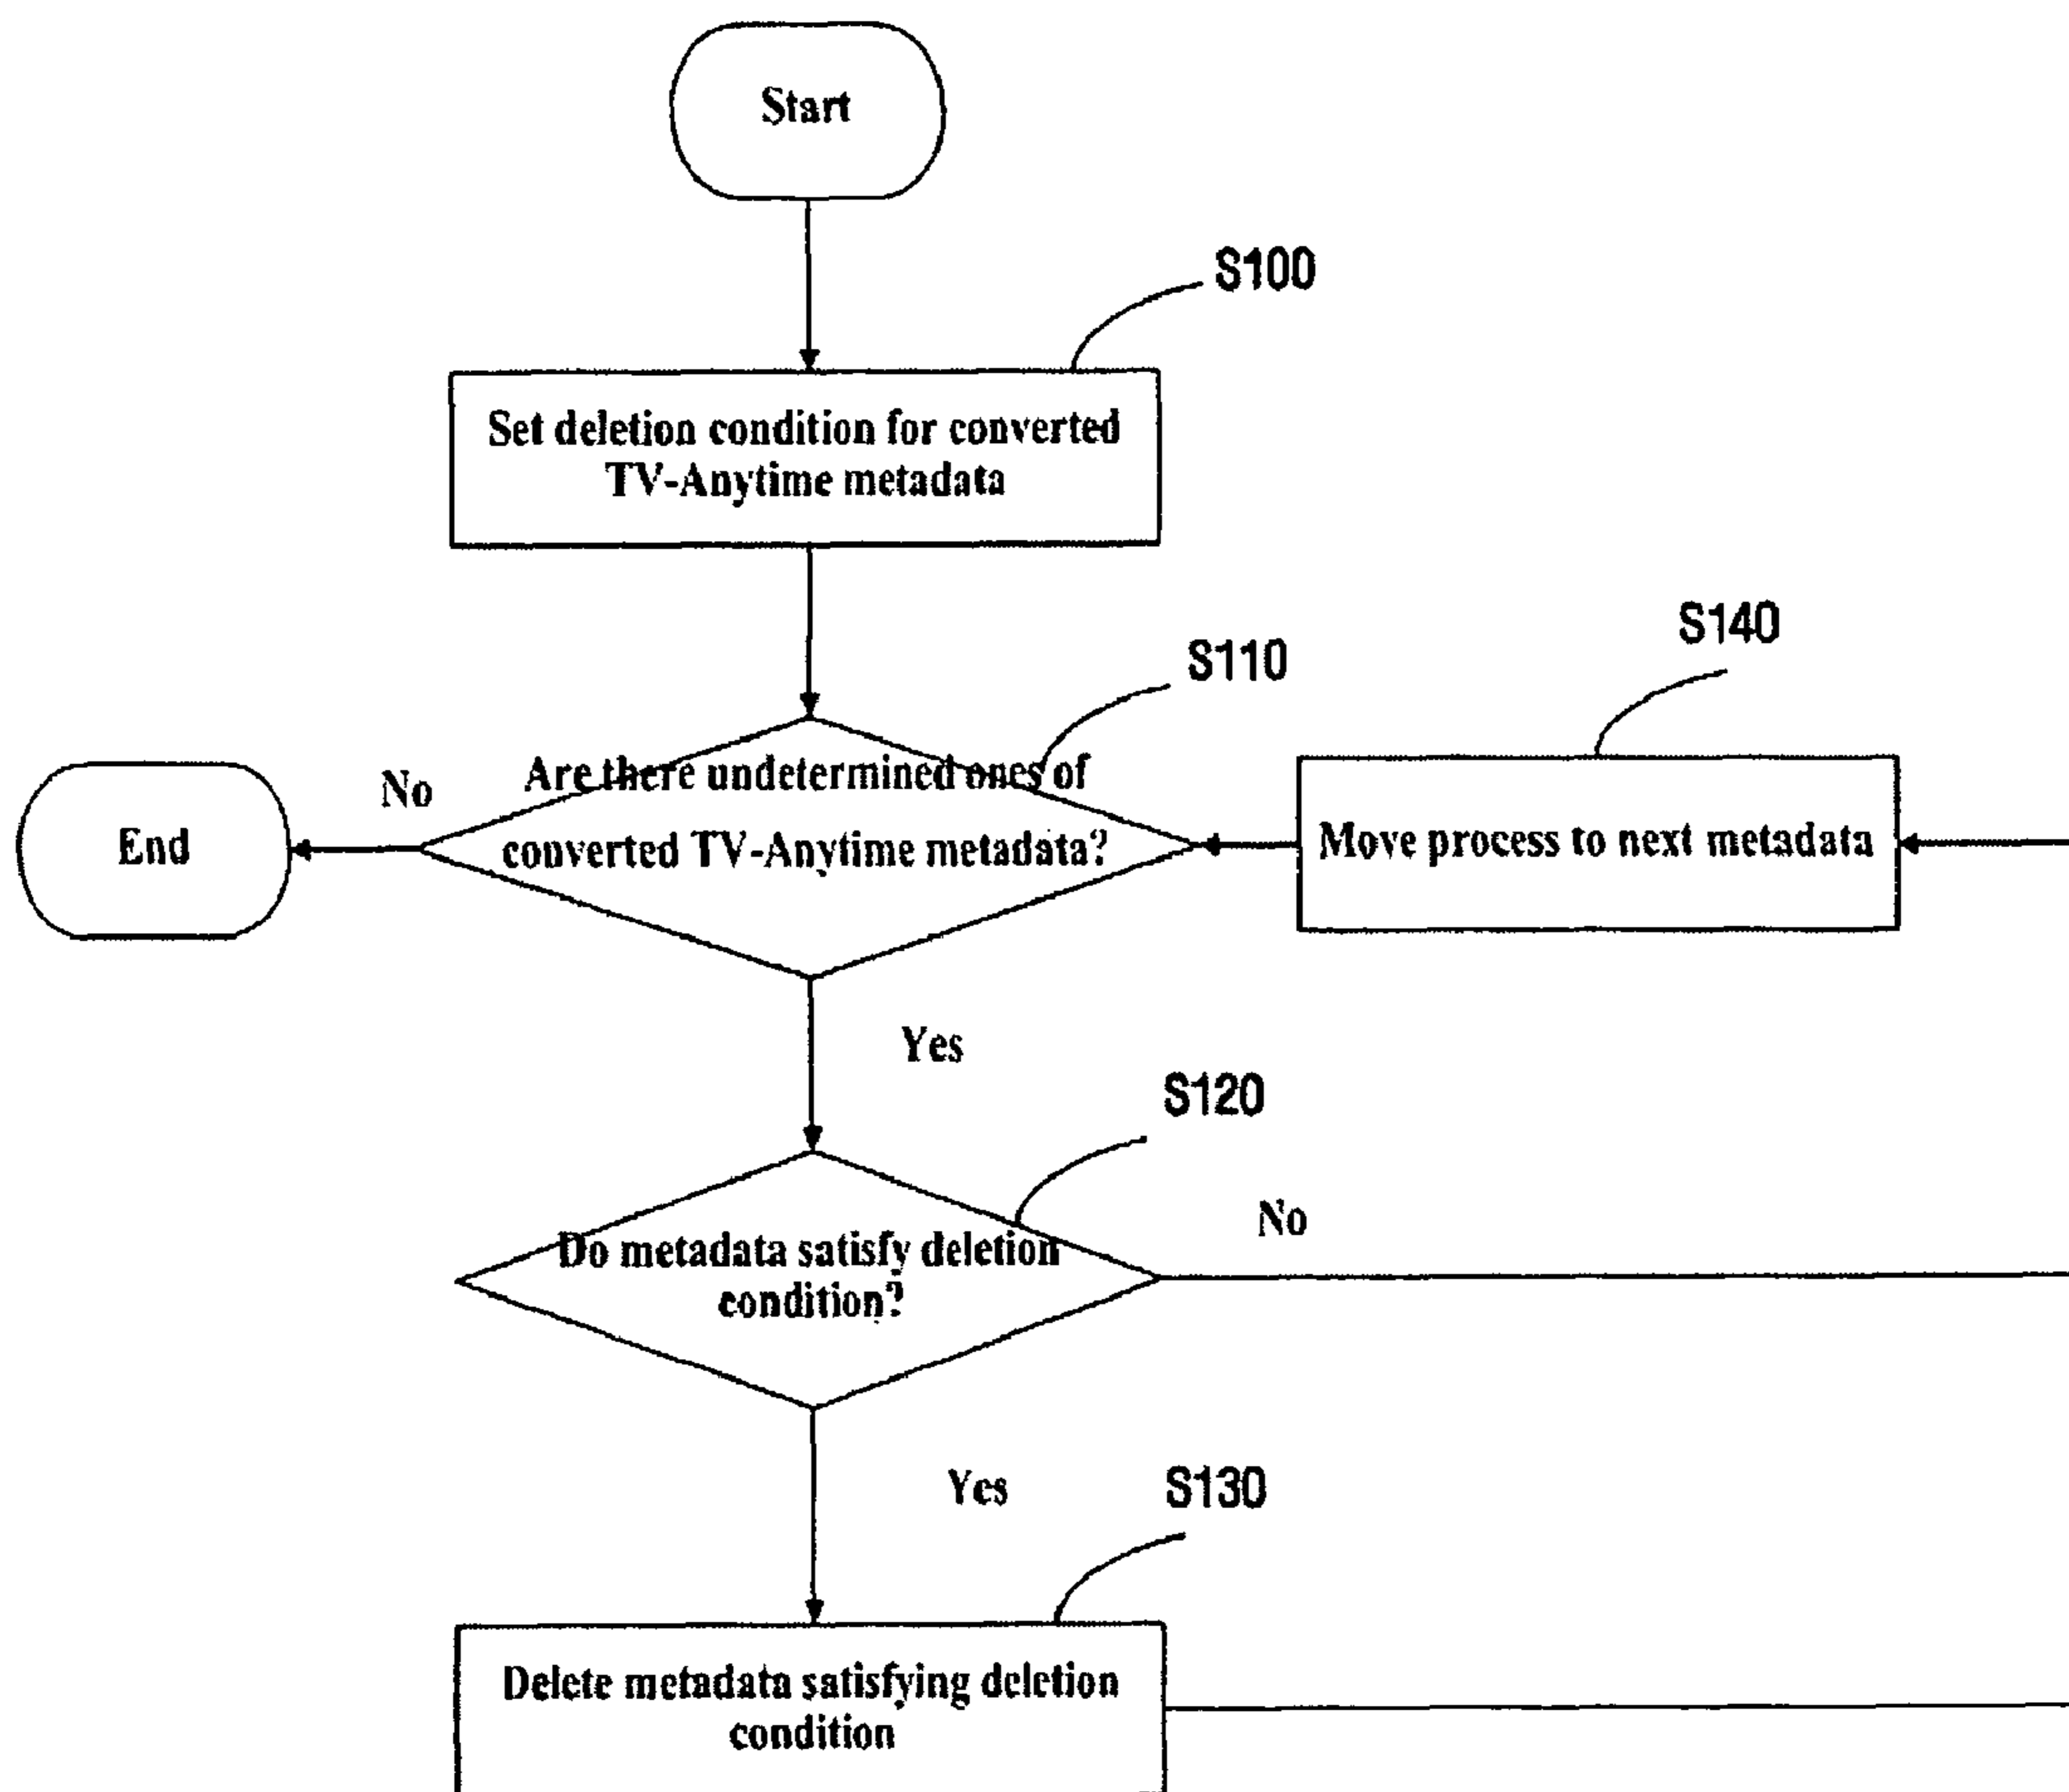 Start
S100
Set deletion condition for converted
TV-Anytime metadata
S140
S110
Are there undetermined ones of
converted TV-Anytime metadata?
No
End
Move process to next metadata
Yes
S120
No
Do metadata satisfy deletion
condition?
Yes
S130
Delete metadata satisfying deletion
condition